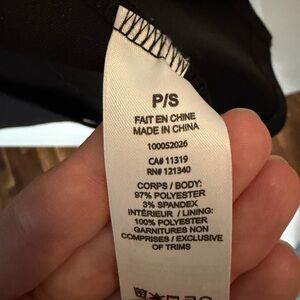 P/S
FAIT EN CHINE
MADE IN CHINA
100052026
CA# 11319
RN# 121340
CORPS / BODY:
97% POLYESTER
3% SPANDEX
INTÉRIEUR / LINING:
100% POLYESTER
GARNITURES NON
COMPRISES / EXCLUSIVE
OF TRIMS